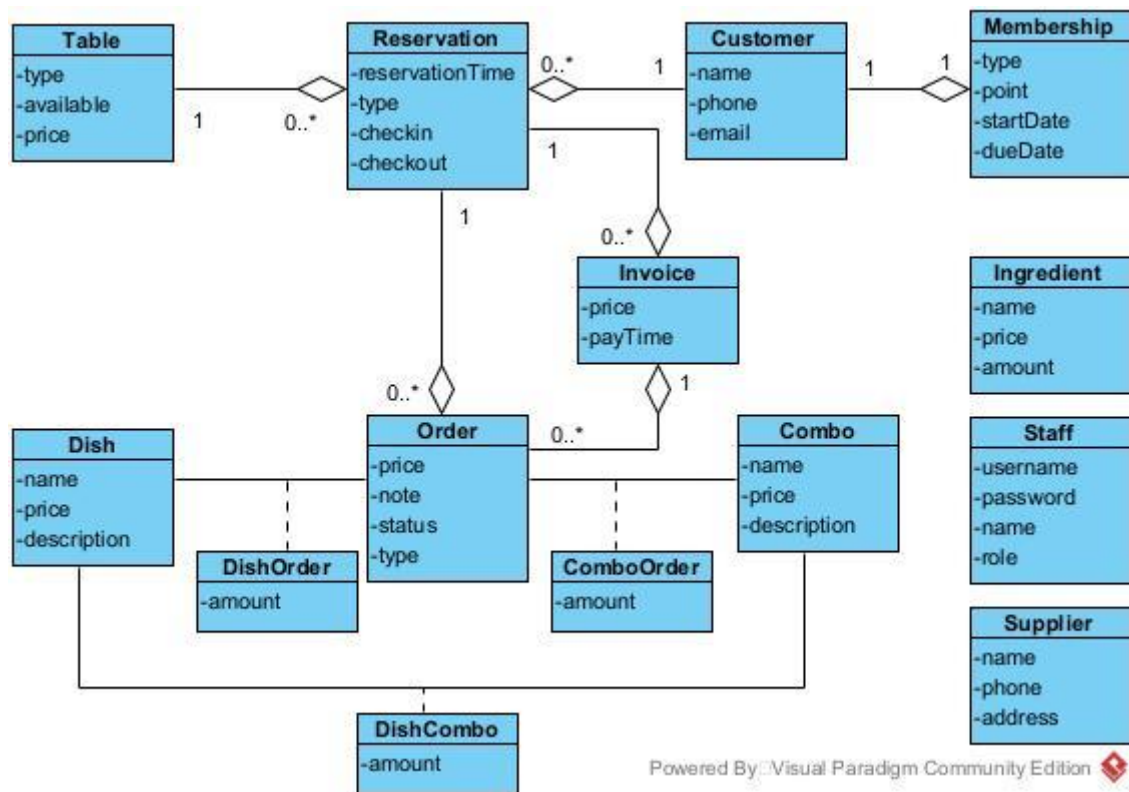 Table
-type
-available
-price
1
0..*
Reservation
-reservationTime
-type
-checkin
-checkout
0..*
1
Customer
-name
-phone
-email
1
1
Membership
-type
-point
-startDate
-dueDate
1
1
0..*
Invoice
-price
-payTime
1
0..*
0..*
Ingredient
-name
-price
-amount
Dish
-name
-price
-description
Order
-price
-note
-status
-type
Combo
-name
-price
-description
Staff
-username
-password
-name
-role
DishOrder
-amount
ComboOrder
-amount
Supplier
-name
-phone
-address
DishCombo
-amount
Powered By Visual Paradigm Community Edition